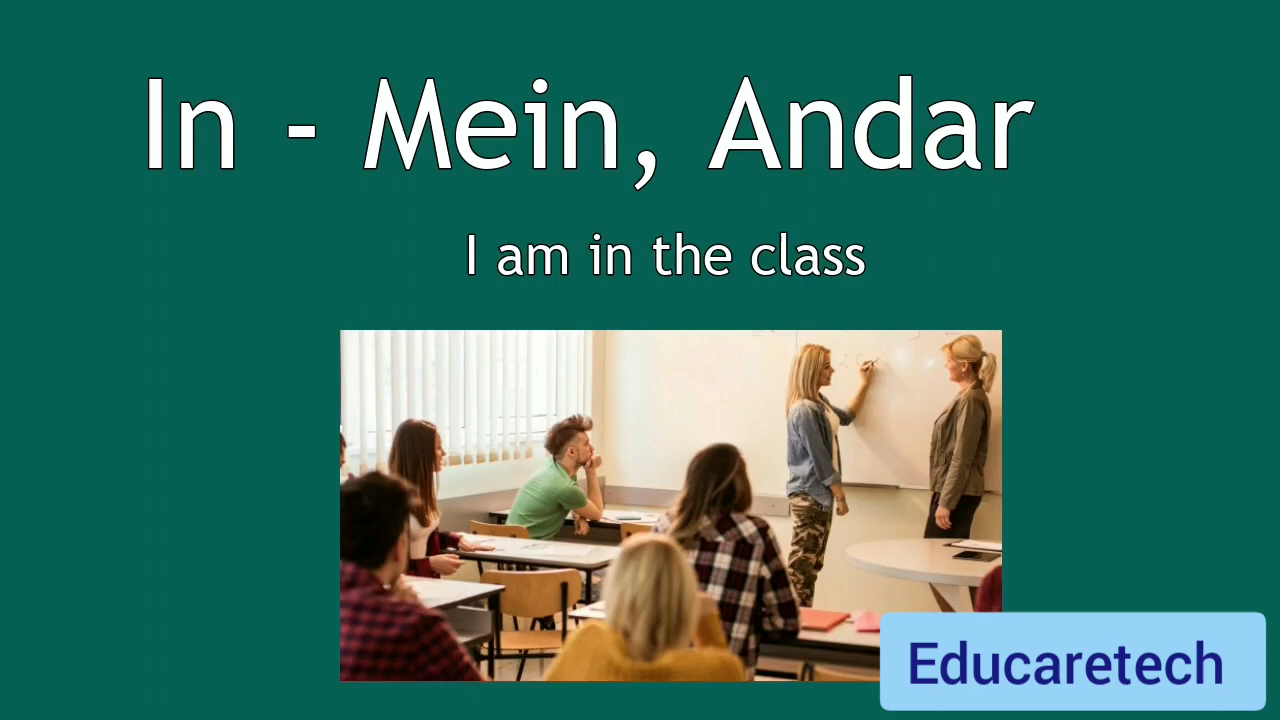 In - Mein, Andar
I am in the class
Educaretech